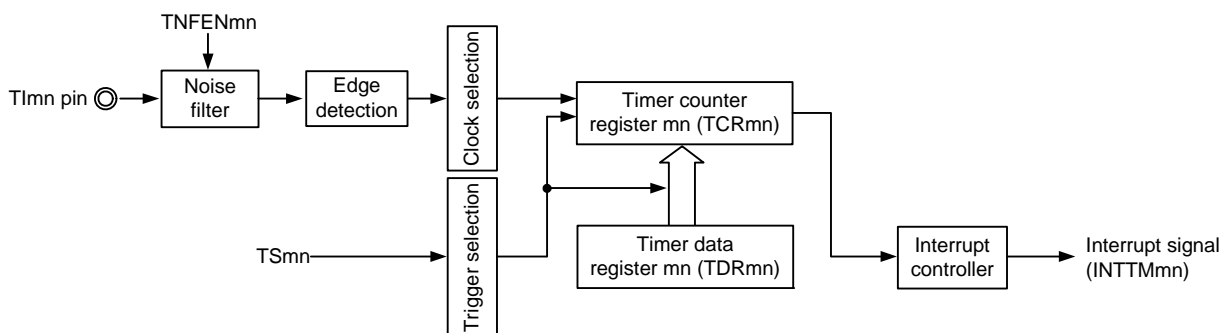 TNFENmn
TImn pin
Noise
filter
Edge
detection
Clock selection
Timer counter
register mn (TCRmn)
TSmn
Trigger selection
Timer data
register mn (TDRmn)
Interrupt
controller
Interrupt signal
(INTTMmn)